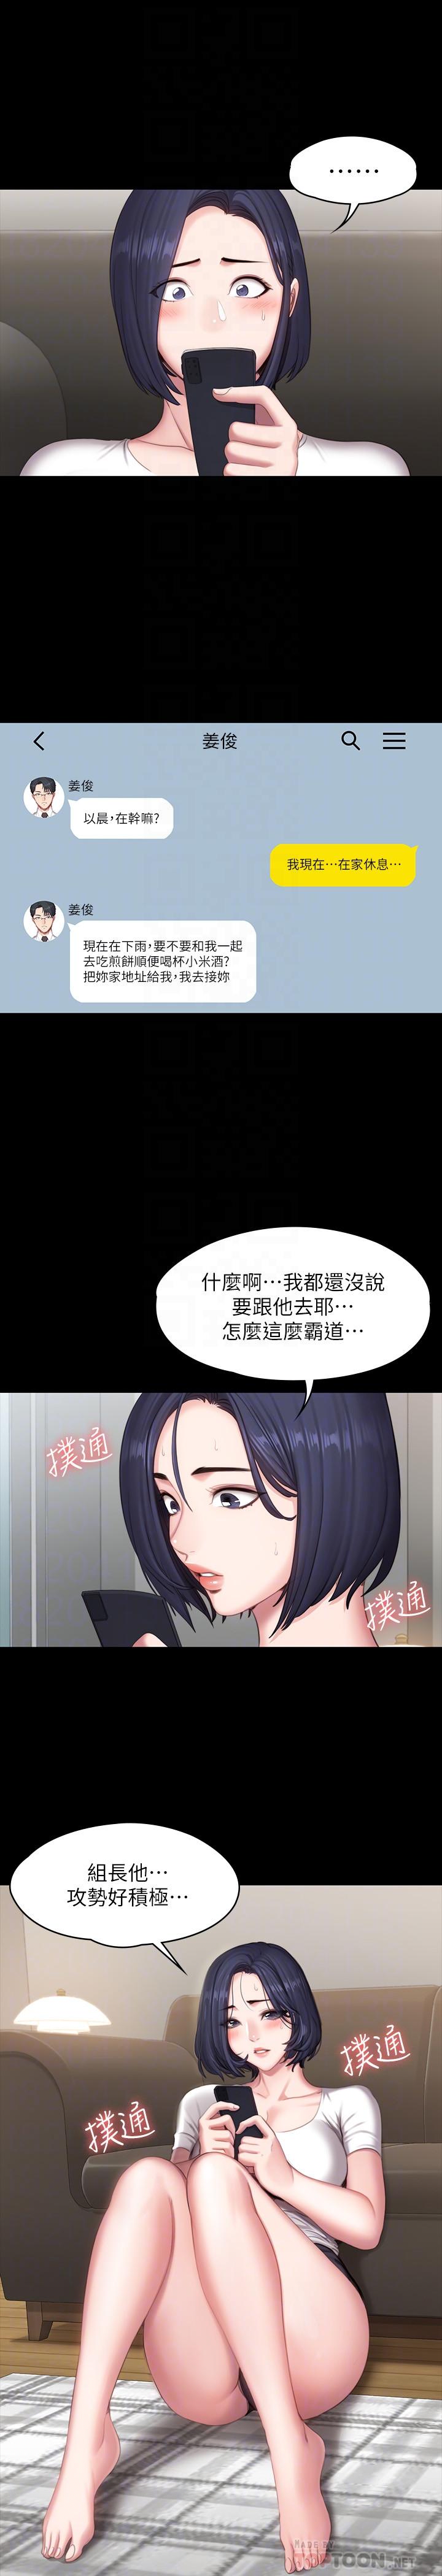 ……
姜俊
姜俊
以晨，在幹嘛?
我現在…在家休息…
姜俊
現在在下雨，要不要和我一起
去吃煎餅順便喝杯小米酒?
把妳家地址給我，我去接妳
什麼啊…我都還沒說
要跟他去耶…
怎麼這麼霸道…
撲通
撲通
組長他…
攻勢好積極…
撲通
撲通
MADE BY